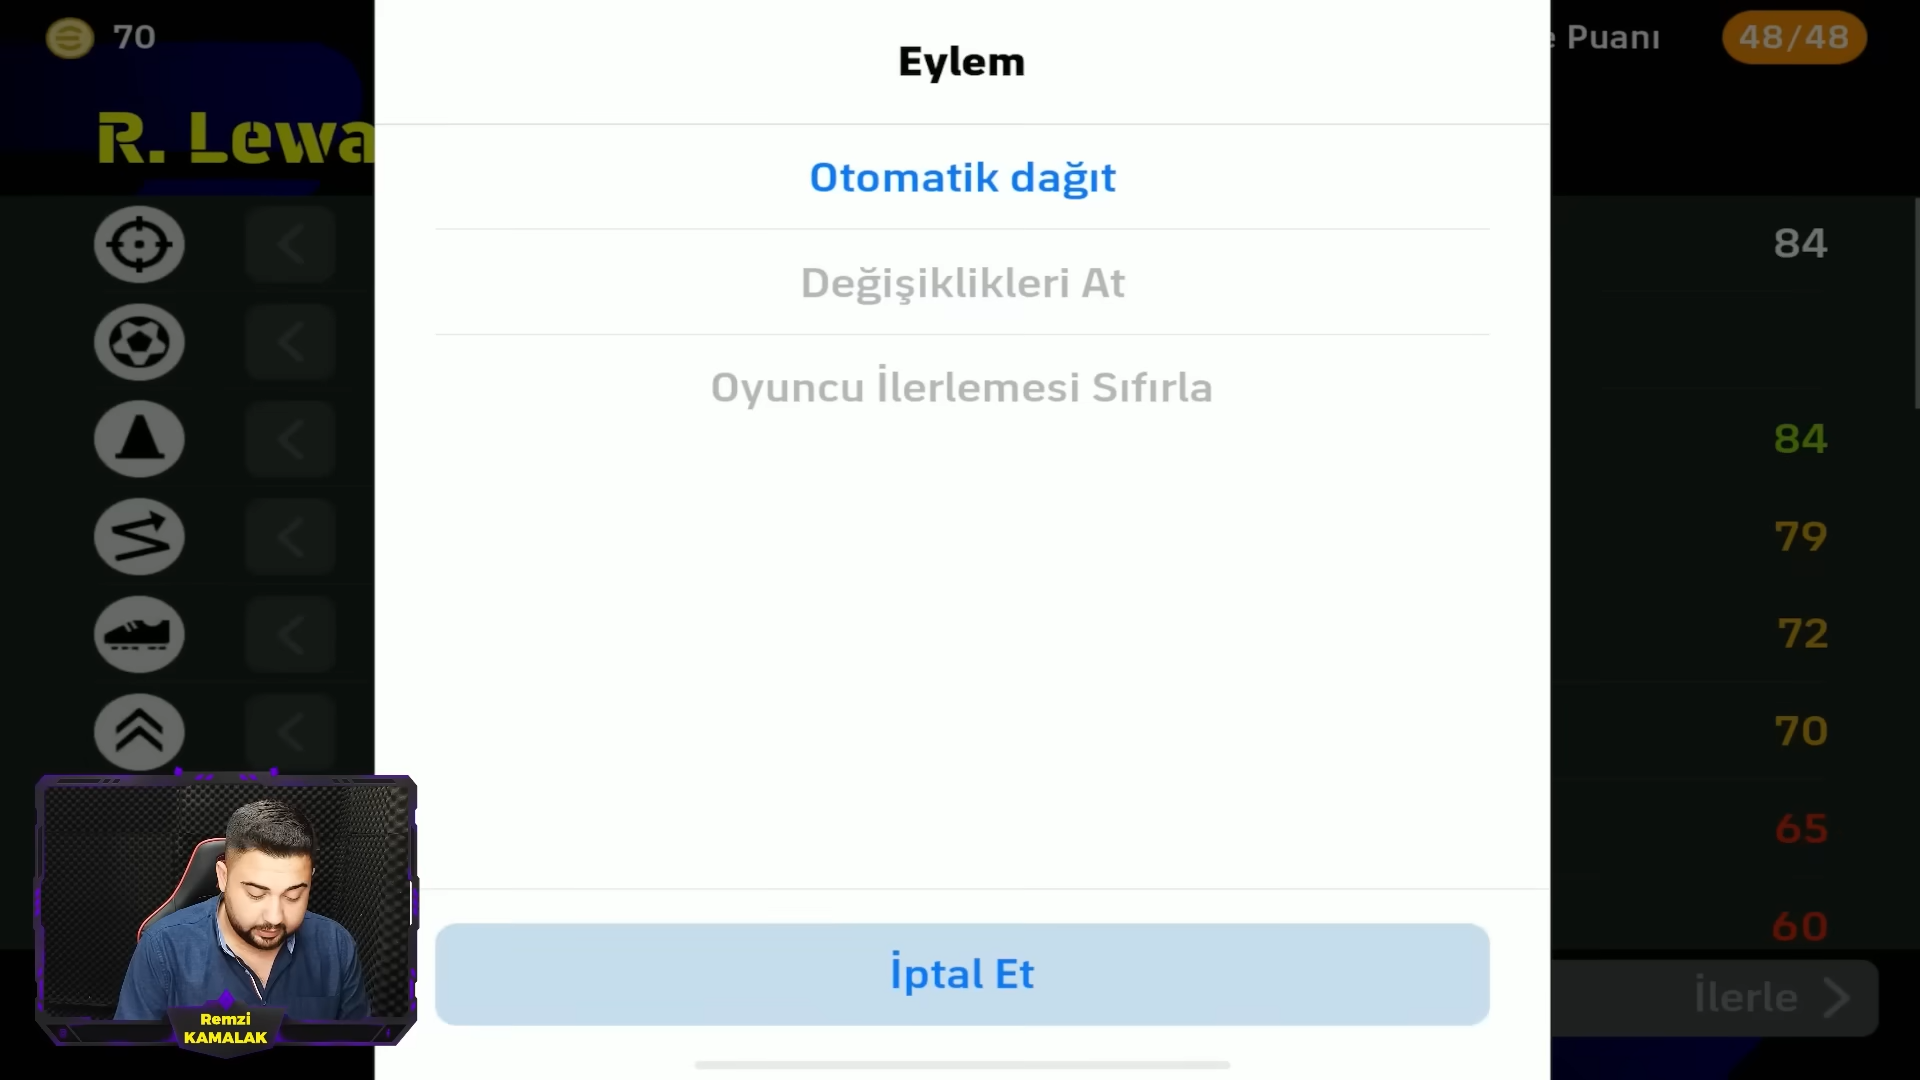 70
Eylem
e Puanı
48/48
R. Lewa
Otomatik dağıt
Değişiklikleri At
Oyuncu İlerlemesi Sıfırla
84
84
79
72
70
65
60
İptal Et
İlerle
Remzi
KAMALAK